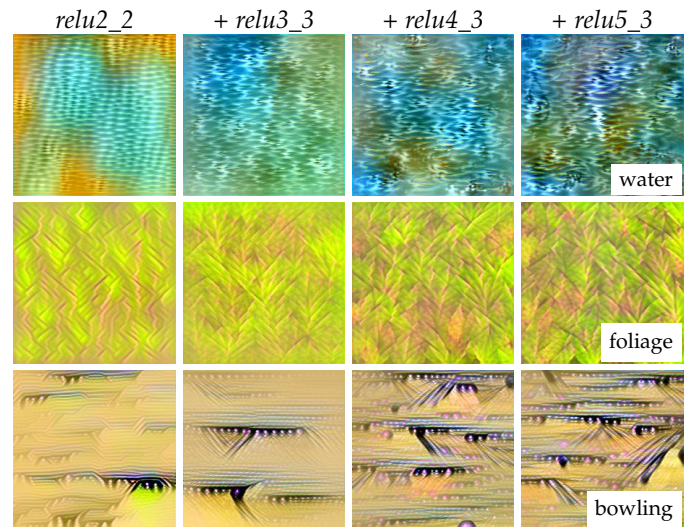 relu2_2 + relu3_3 + relu4_3 + relu5_3
water
foliage
bowling